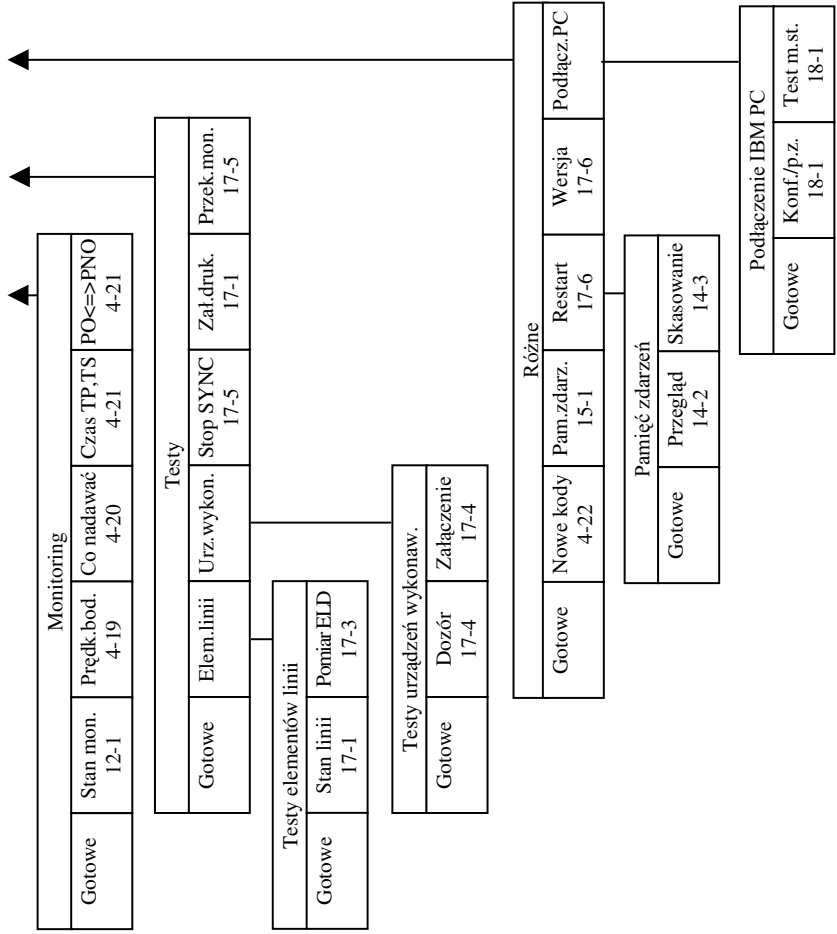 Monitoring
Gotowe
Stan mon.
12-1
Prędk.bod.
4-19
Co nadawać
4-20
Czas TP,TS
4-21
PO<=>PNO
4-21
Testy
Gotowe
Elem.linii
Urz.wykon.
Stop SYNC
17-5
Zał.druk.
17-1
Przek.mon.
17-5
Testy elementów linii
Gotowe
Stan linii
17-1
Pomiar ELD
17-3
Testy urządzeń wykonaw.
Gotowe
Dozór
17-4
Załączenie
17-4
Różne
Gotowe
Nowe kody
4-22
Pam.zdarz.
15-1
Restart
17-6
Wersja
17-6
Podłącz.PC
Pamięć zdarzeń
Gotowe
Przegląd
14-2
Skasowanie
14-3
Podłączenie IBM PC
Gotowe
Konf./p.z.
18-1
Test m.st.
18-1